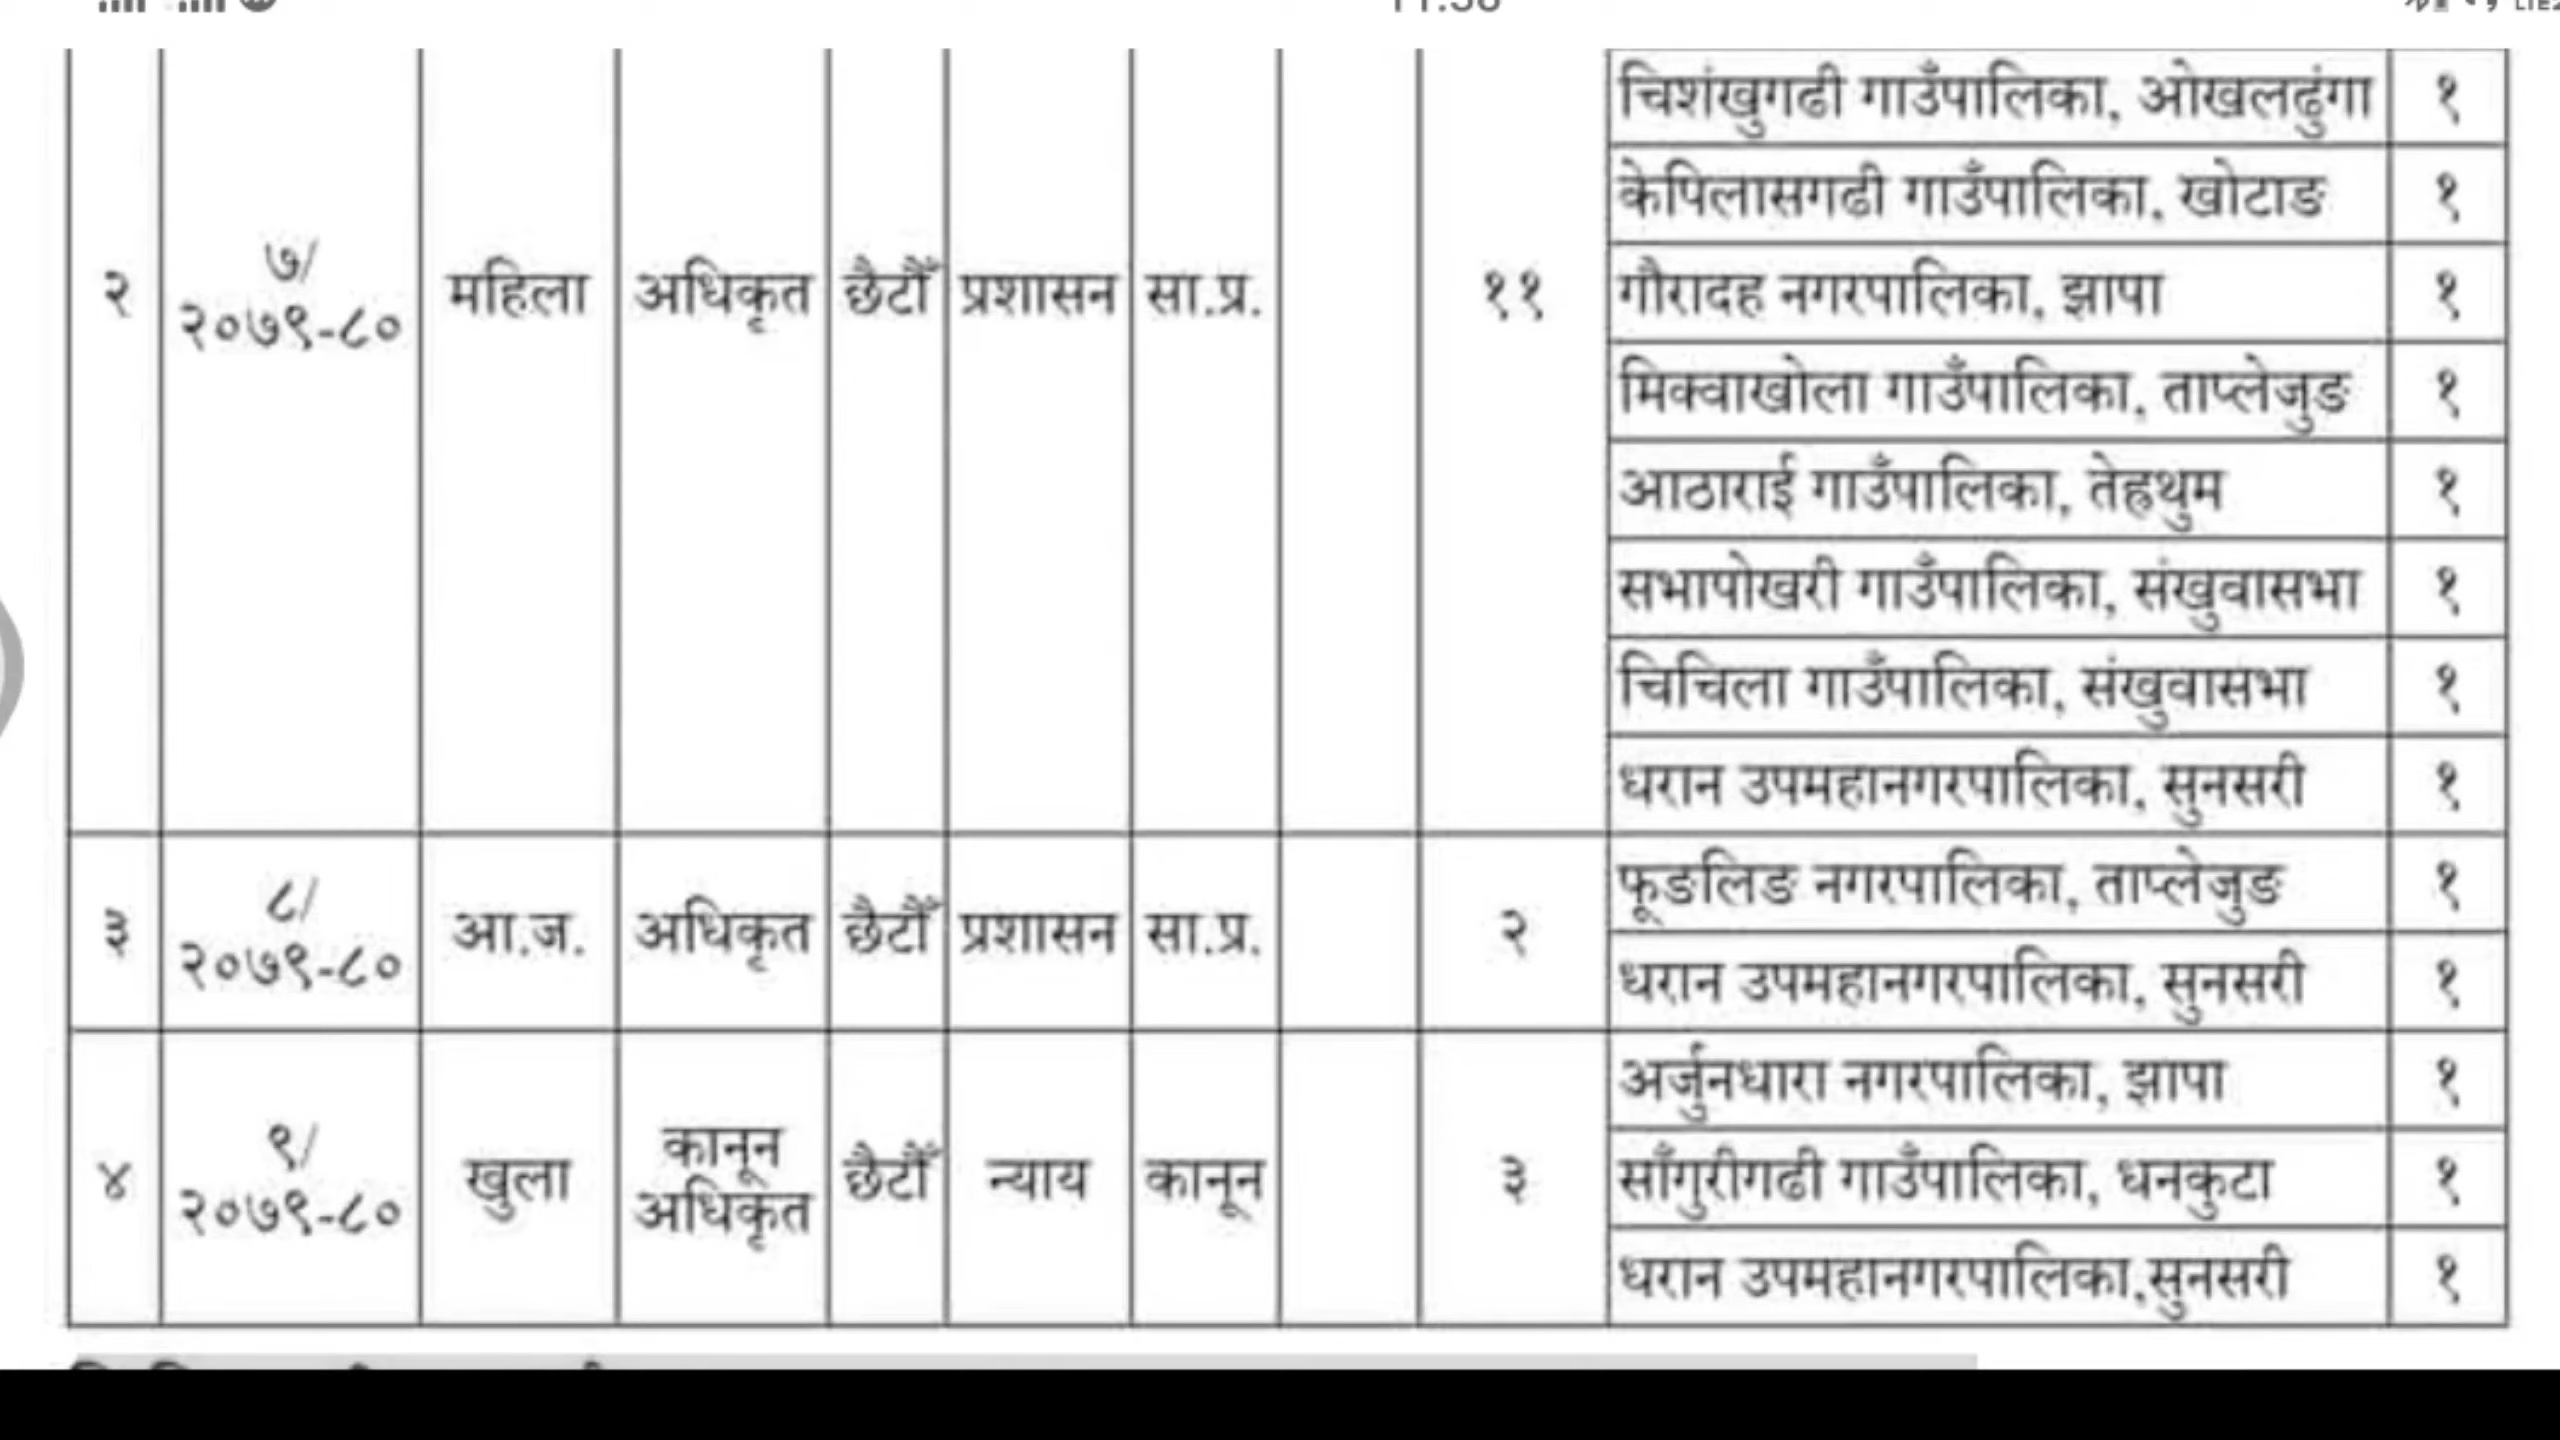 चिशंखुगढी गाउँपालिका, ओखलढुंगा १
केपिलासगढी गाउँपालिका, खोटाङ १
२ ७/ २०७९-८० महिला अधिकृत छैटौँ प्रशासन सा.प्र. ११ गौरादह नगरपालिका, झापा १
मिक्वाखोला गाउँपालिका, ताप्लेजुङ १
आठाराई गाउँपालिका, तेह्रथुम १
सभापोखरी गाउँपालिका, संखुवासभा १
चिचिला गाउँपालिका, संखुवासभा १
धरान उपमहानगरपालिका, सुनसरी १
३ ८/ २०७९-८० आ.ज. अधिकृत छैटौँ प्रशासन सा.प्र. २ फूङलिङ नगरपालिका, ताप्लेजुङ १
धरान उपमहानगरपालिका, सुनसरी १
अर्जुनधारा नगरपालिका, झापा १
४ ९/ २०७९-८० खुला कानून अधिकृत छैटौँ न्याय कानून ३ साँगुरीगढी गाउँपालिका, धनकुटा १
धरान उपमहानगरपालिका,सुनसरी १